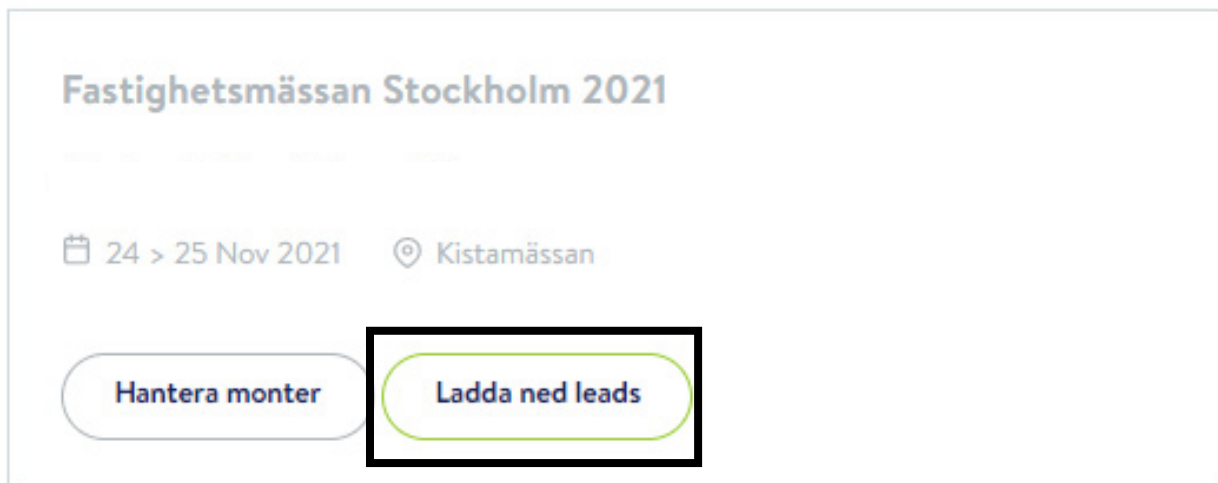 Fastighetsmässan Stockholm 2021
24 > 25 Nov 2021 Kistamässan
Hantera monter Ladda ned leads